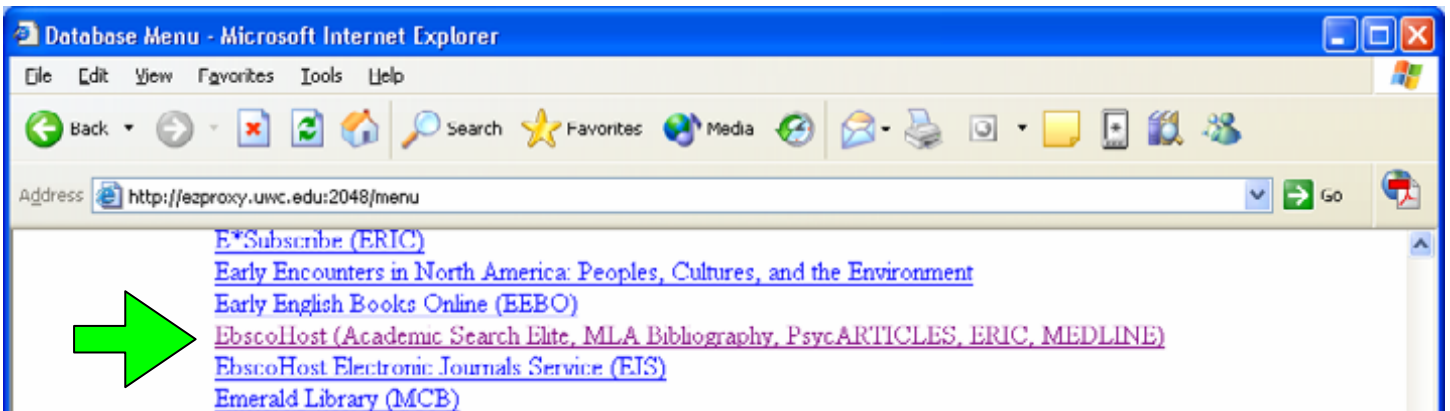 Database Menu - Microsoft Internet Explorer
File Edit View Favorites Tools Help
Back Search Favorites Media
Address http://ezproxy.uwc.edu:2048/menu Go
E*Subscribe (ERIC)
Early Encounters in North America: Peoples, Cultures, and the Environment
Early English Books Online (EEBO)
EbscoHost (Academic Search Elite, MLA Bibliography, PsycARTICLES, ERIC, MEDLINE)
EbscoHost Electronic Journals Service (EJS)
Emerald Library (MCB)